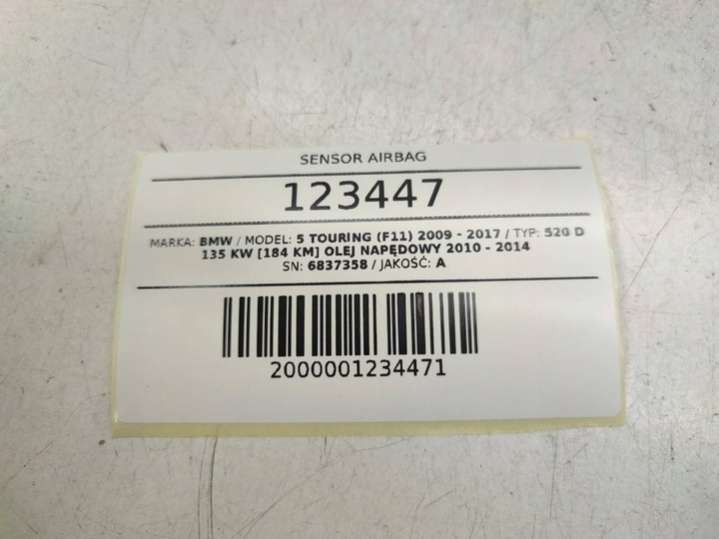 SENSOR AIRBAG
123447
MARKA: BMW / MODEL: 5 TOURING (F11) 2009 - 2017 / TYP: 520 D
135 KW [184 KM] OLEJ NAPĘDOWY 2010 - 2014
SN: 6837358 / JAKOŚĆ: A
2000001234471